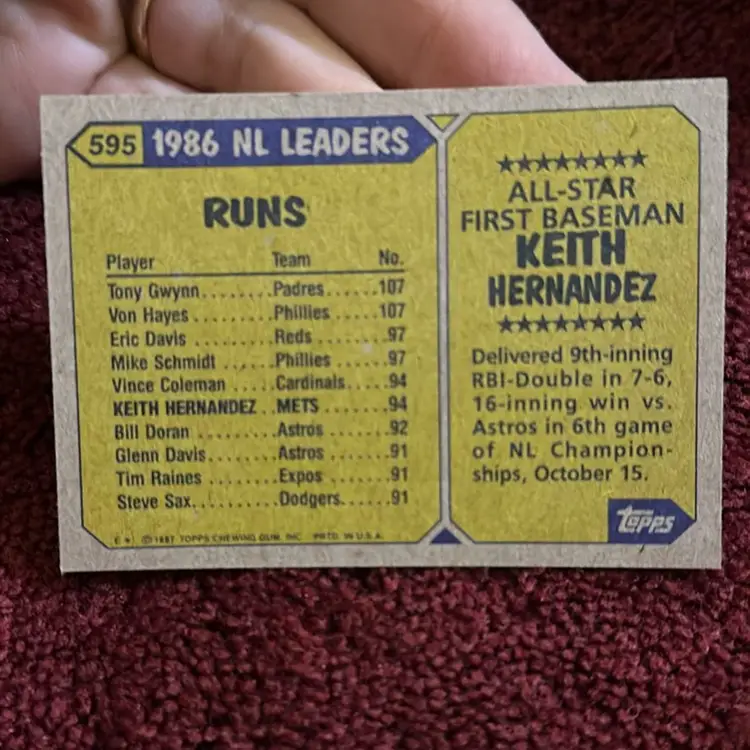 595 1986 NL LEADERS
RUNS
Player Team No.
Tony Gwynn........Padres......107
Von Hayes.........Phillies.....107
Eric Davis.........Reds.......97
Mike Schmidt......Phillies.....97
Vince Coleman.....Cardinals....94
KEITH HERNANDEZ..METS.......94
Bill Doran.........Astros......92
Glenn Davis........Astros......91
Tim Raines........Expos.......91
Steve Sax..........Dodgers......91
E* © 1987 TOPPS CHEWING GUM, INC. PRTD. IN U.S.A.
★★★★★★★★
ALL-STAR
FIRST BASEMAN
KEITH
HERNANDEZ
★★★★★★★★
Delivered 9th-inning
RBI-Double in 7-6,
16-inning win vs.
Astros in 6th game
of NL Champion-
ships, October 15.
Topps